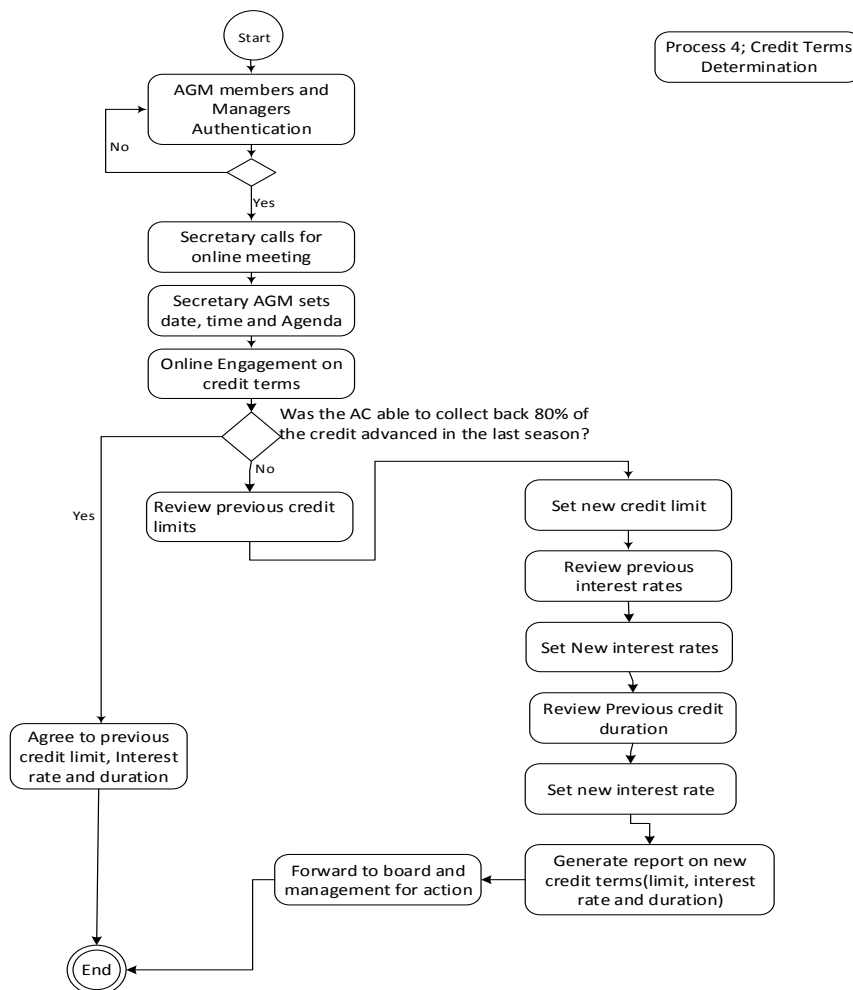 Start
Process 4; Credit Terms
Determination
AGM members and
Managers
Authentication
No
Yes
Secretary calls for
online meeting
Secretary AGM sets
date, time and Agenda
Online Engagement on
credit terms
Was the AC able to collect back 80% of
the credit advanced in the last season?
No
Yes
Review previous credit
limits
Set new credit limit
Review previous
interest rates
Set New interest rates
Review Previous credit
duration
Set new interest rate
Agree to previous
credit limit, Interest
rate and duration
Generate report on new
credit terms(limit, interest
rate and duration)
Forward to board and
management for action
End